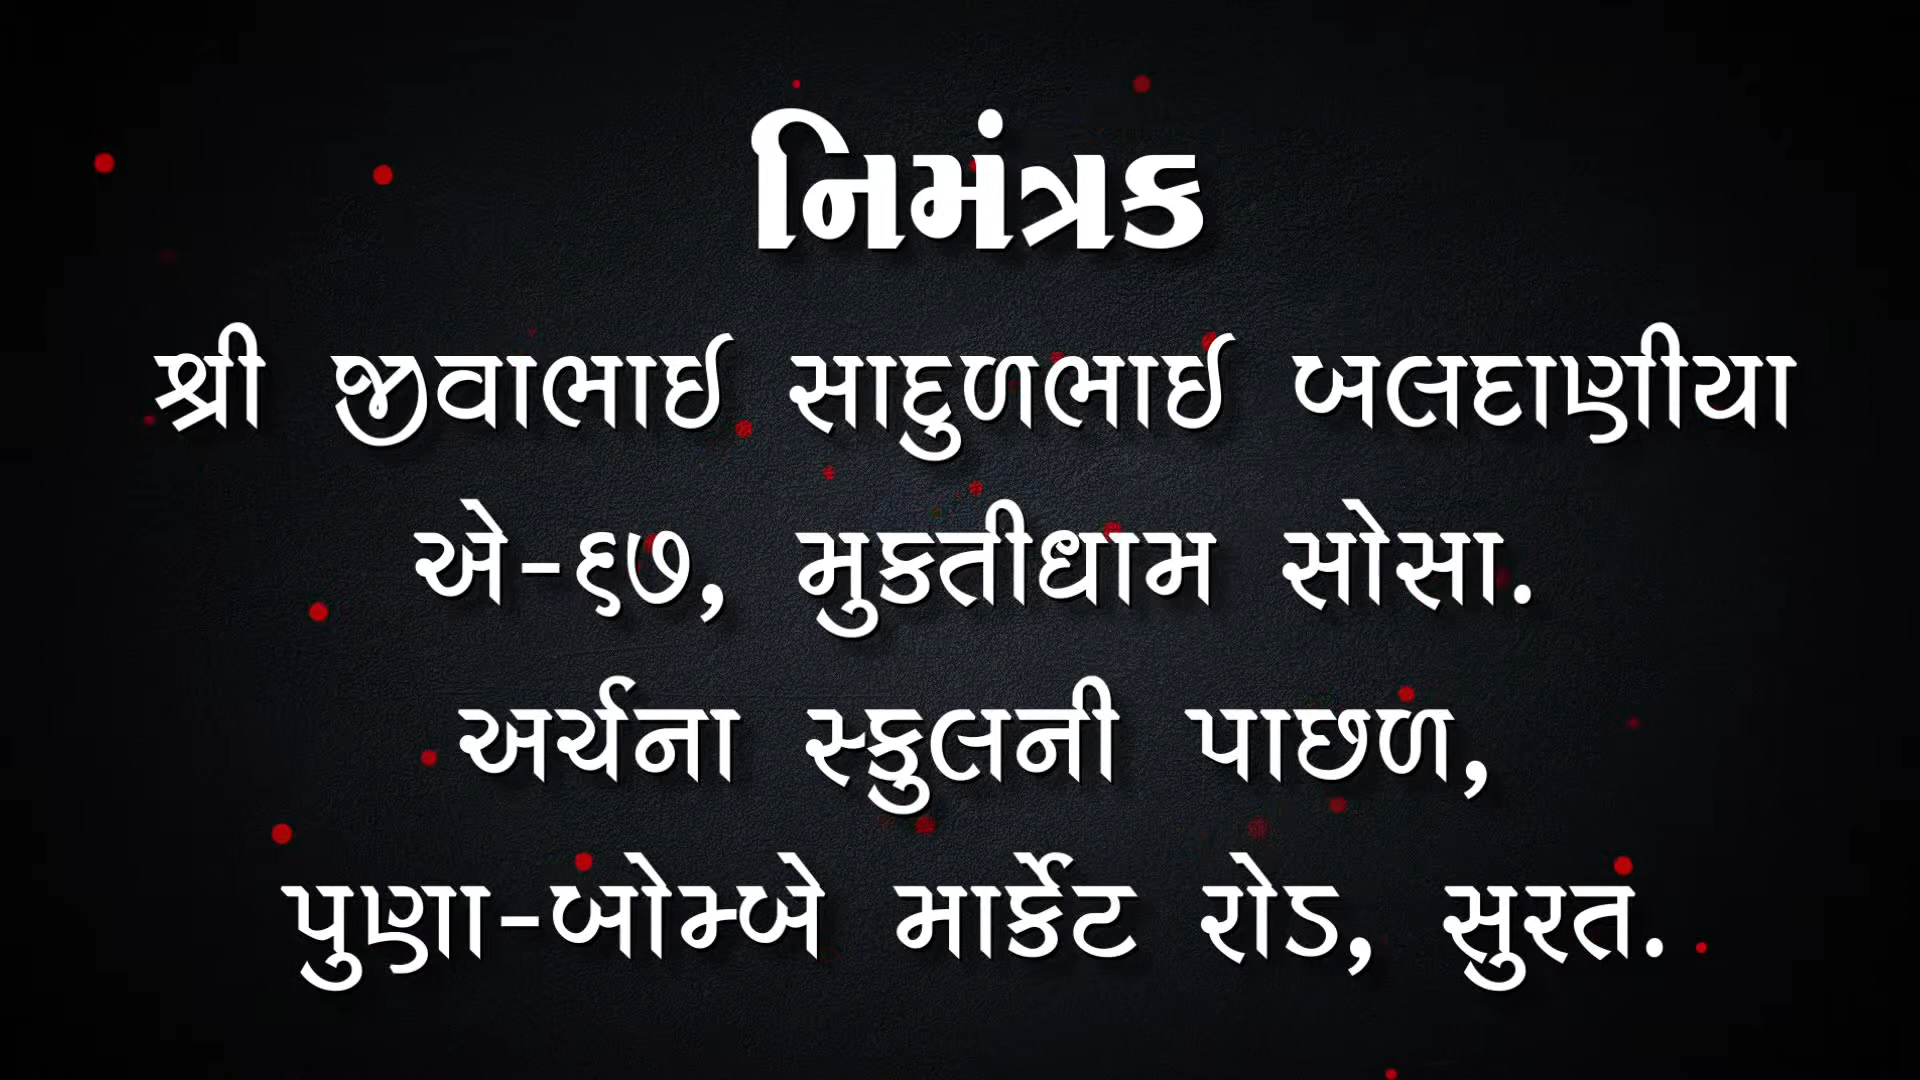 નિમંત્રક
શ્રી જીવાભાઈ સાદુળભાઈ બલદાણીયા
એ-૬૭, મુક્તીધામ સોસા.
અર્ચના સ્કુલની પાછળ,
પુણા-બોમ્બે માર્કેટ રોડ, સુરત.